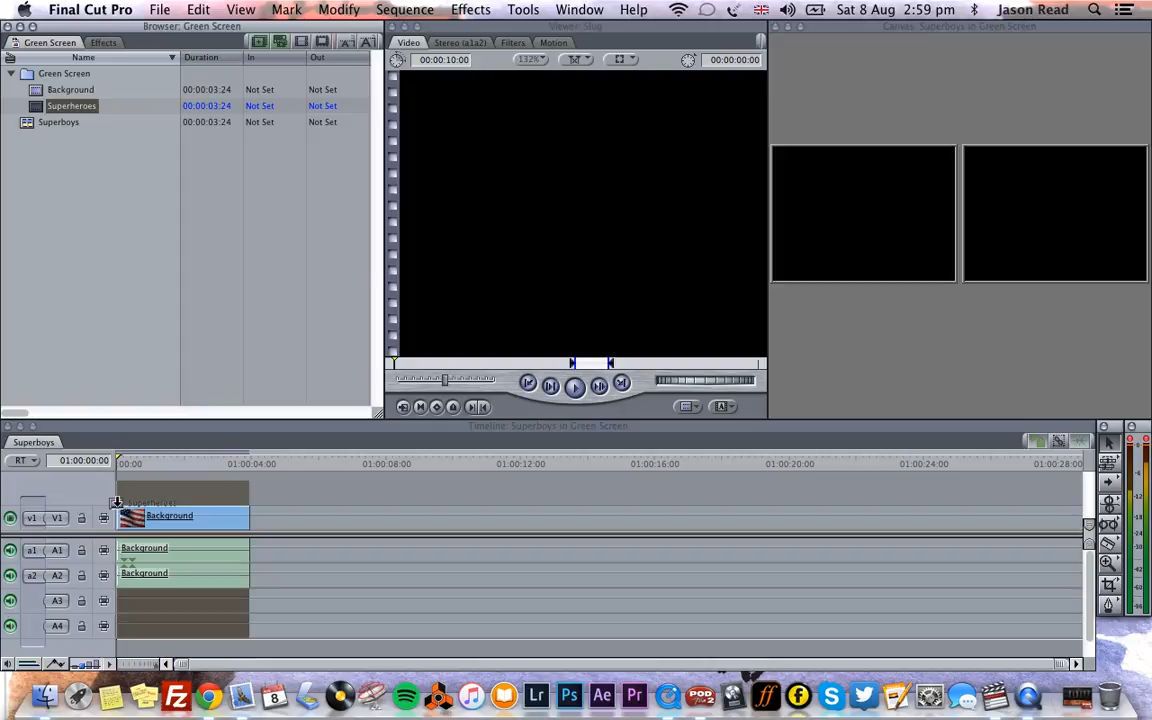 Final Cut Pro File Edit View Mark Modify Sequence Effects Tools Window Help Sat 8 Aug 2:59 pm Jason Read
Browser: Green Screen
Viewer: Slug
Canvas: Superboys in Green Screen
Green Screen Effects
Video Stereo (a1a2) Filters Motion
Name Duration In Out
00:00:10:00 132% 00:00:00:00
Green Screen
Background 00:00:03:24 Not Set Not Set
Superheroes 00:00:03:24 Not Set Not Set
Superboys 00:00:03:24 Not Set Not Set
Timeline: Superboys in Green Screen
Superboys
RT 01:00:00:00 00:00 01:00:04:00 01:00:08:00 01:00:12:00 01:00:16:00 01:00:20:00 01:00:24:00 01:00:28:00
Superheroes
v1 V1 Background
a1 A1 Background
a2 A2 Background
A3
A4
Lr Ps Ae Pr POD ff f S